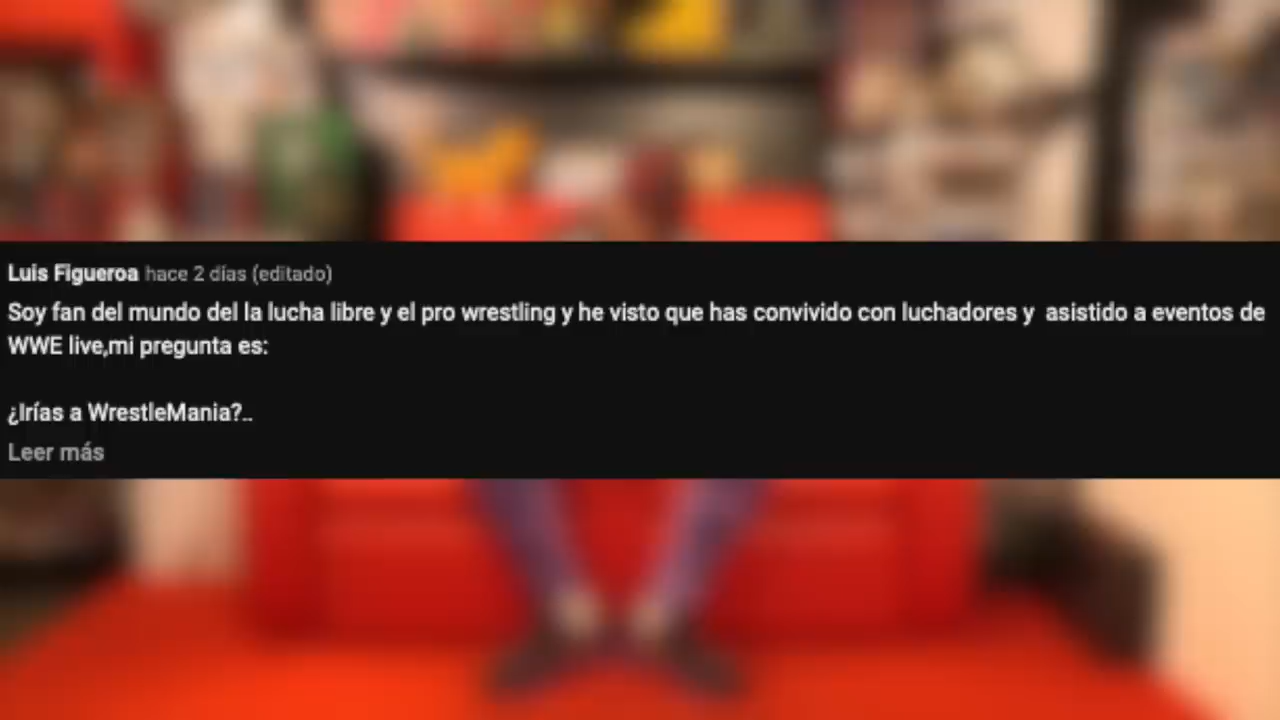 Luis Figueroa hace 2 días (editado)
Soy fan del mundo del la lucha libre y el pro wrestling y he visto que has convivido con luchadores y  asistido a eventos de
WWE live,mi pregunta es:
¿Irías a WrestleMania?..
Leer más